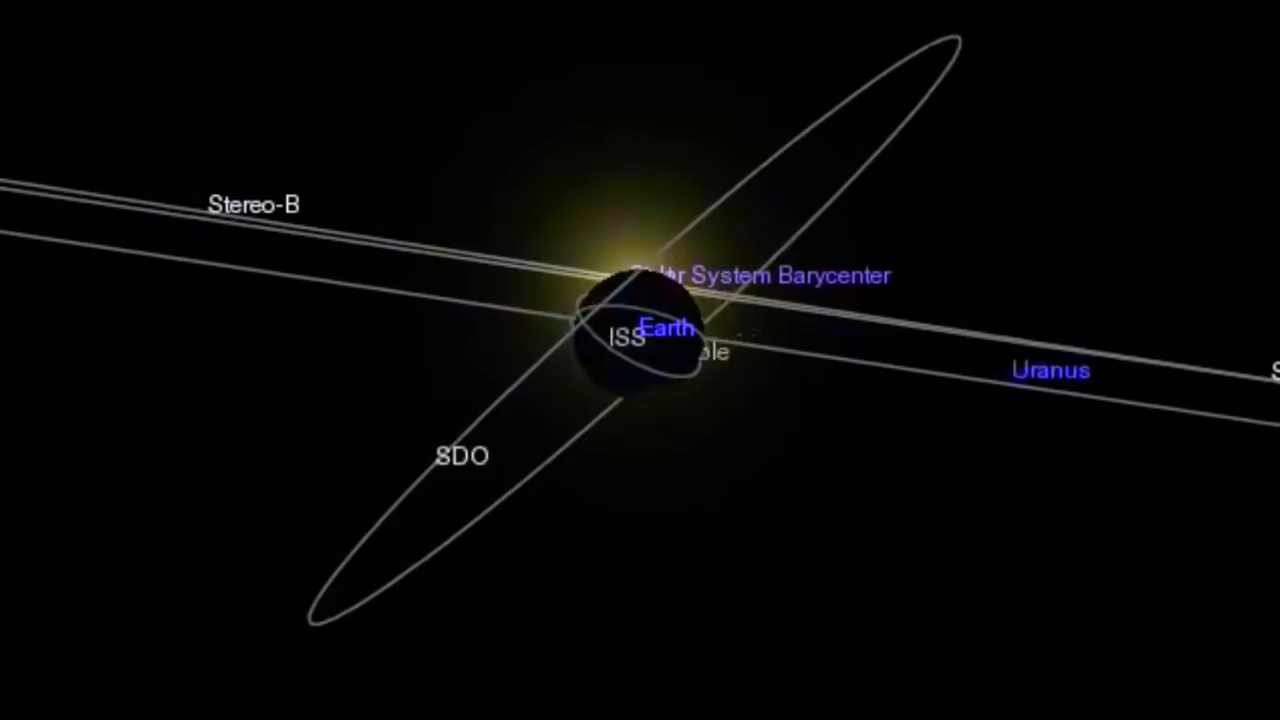 Stereo-B
System Barycenter
Earth
ISS
Uranus
SDO